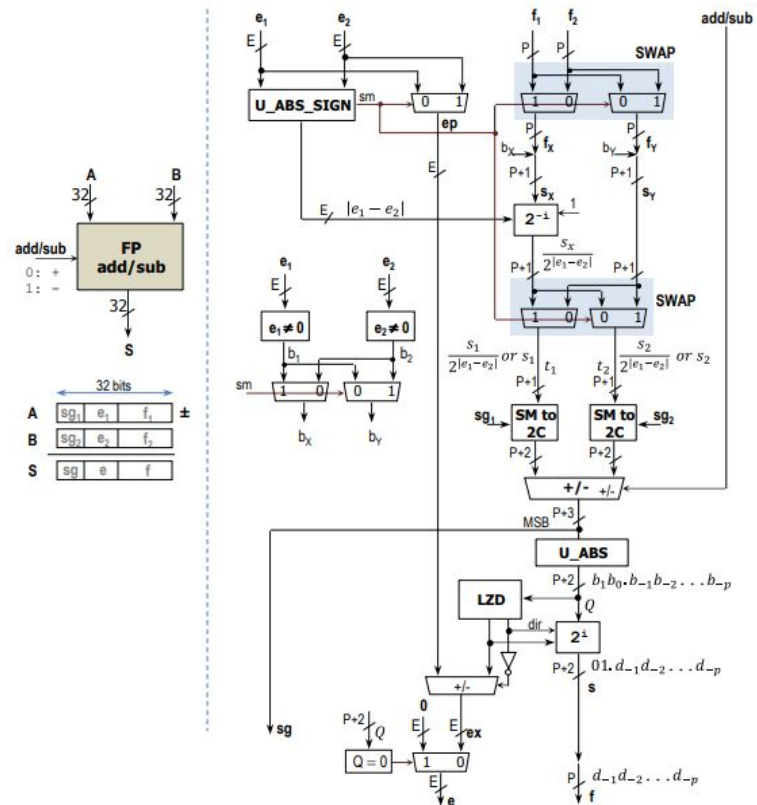 e1 e2 f1 f2 add/sub
E E P P
SWAP
U_ABS_SIGN sm 0 1 1 0 0 1
ep
P fX P fY
bX bY
E P+1 P+1
sX sY
A B
32 32
E |e1 − e2| 2⁻ⁱ 1
FP
add/sub
add/sub
0: +
1: −
sX / 2^|e1−e2|
P+1 P+1
e1 e2
E E
SWAP
e1 ≠ 0 e2 ≠ 0
1 0 0 1
32
S
b1 b2
s1 / 2^|e1−e2| or s1 t1 t2 s2 / 2^|e1−e2| or s2
P+1 P+1
32 bits
sm 1 0 0 1
A sg1 e1 f1 ±
B sg2 e2 f2
S sg e f
bX bY
sg1 SM to 2C SM to 2C sg2
P+2 P+2
+/- +/-
MSB P+3
U_ABS
P+2 b1b0.b−1b−2...b−p
LZD Q
dir 2ⁱ
P+2 01.d−1d−2...d−p
+/- s
P+2 Q 0
E E ex
sg
Q = 0 1 0
E P d−1d−2...d−p
e f